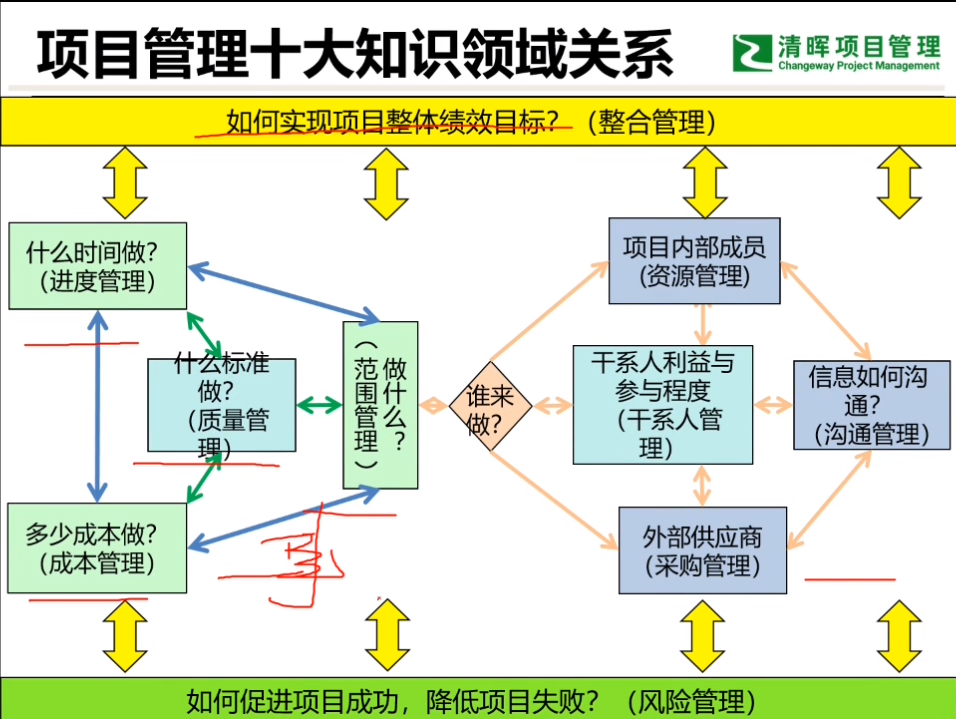 项目管理十大知识领域关系
清晖项目管理
Changeway Project Management
如何实现项目整体绩效目标？（整合管理）
什么时间做？
（进度管理）
什么标准
做？
（质量管
理）
多少成本做？
（成本管理）
做什么？
（范围管理）
谁来
做？
项目内部成员
（资源管理）
干系人利益与
参与程度
（干系人管
理）
信息如何沟
通？
（沟通管理）
外部供应商
（采购管理）
事
如何促进项目成功，降低项目失败？（风险管理）